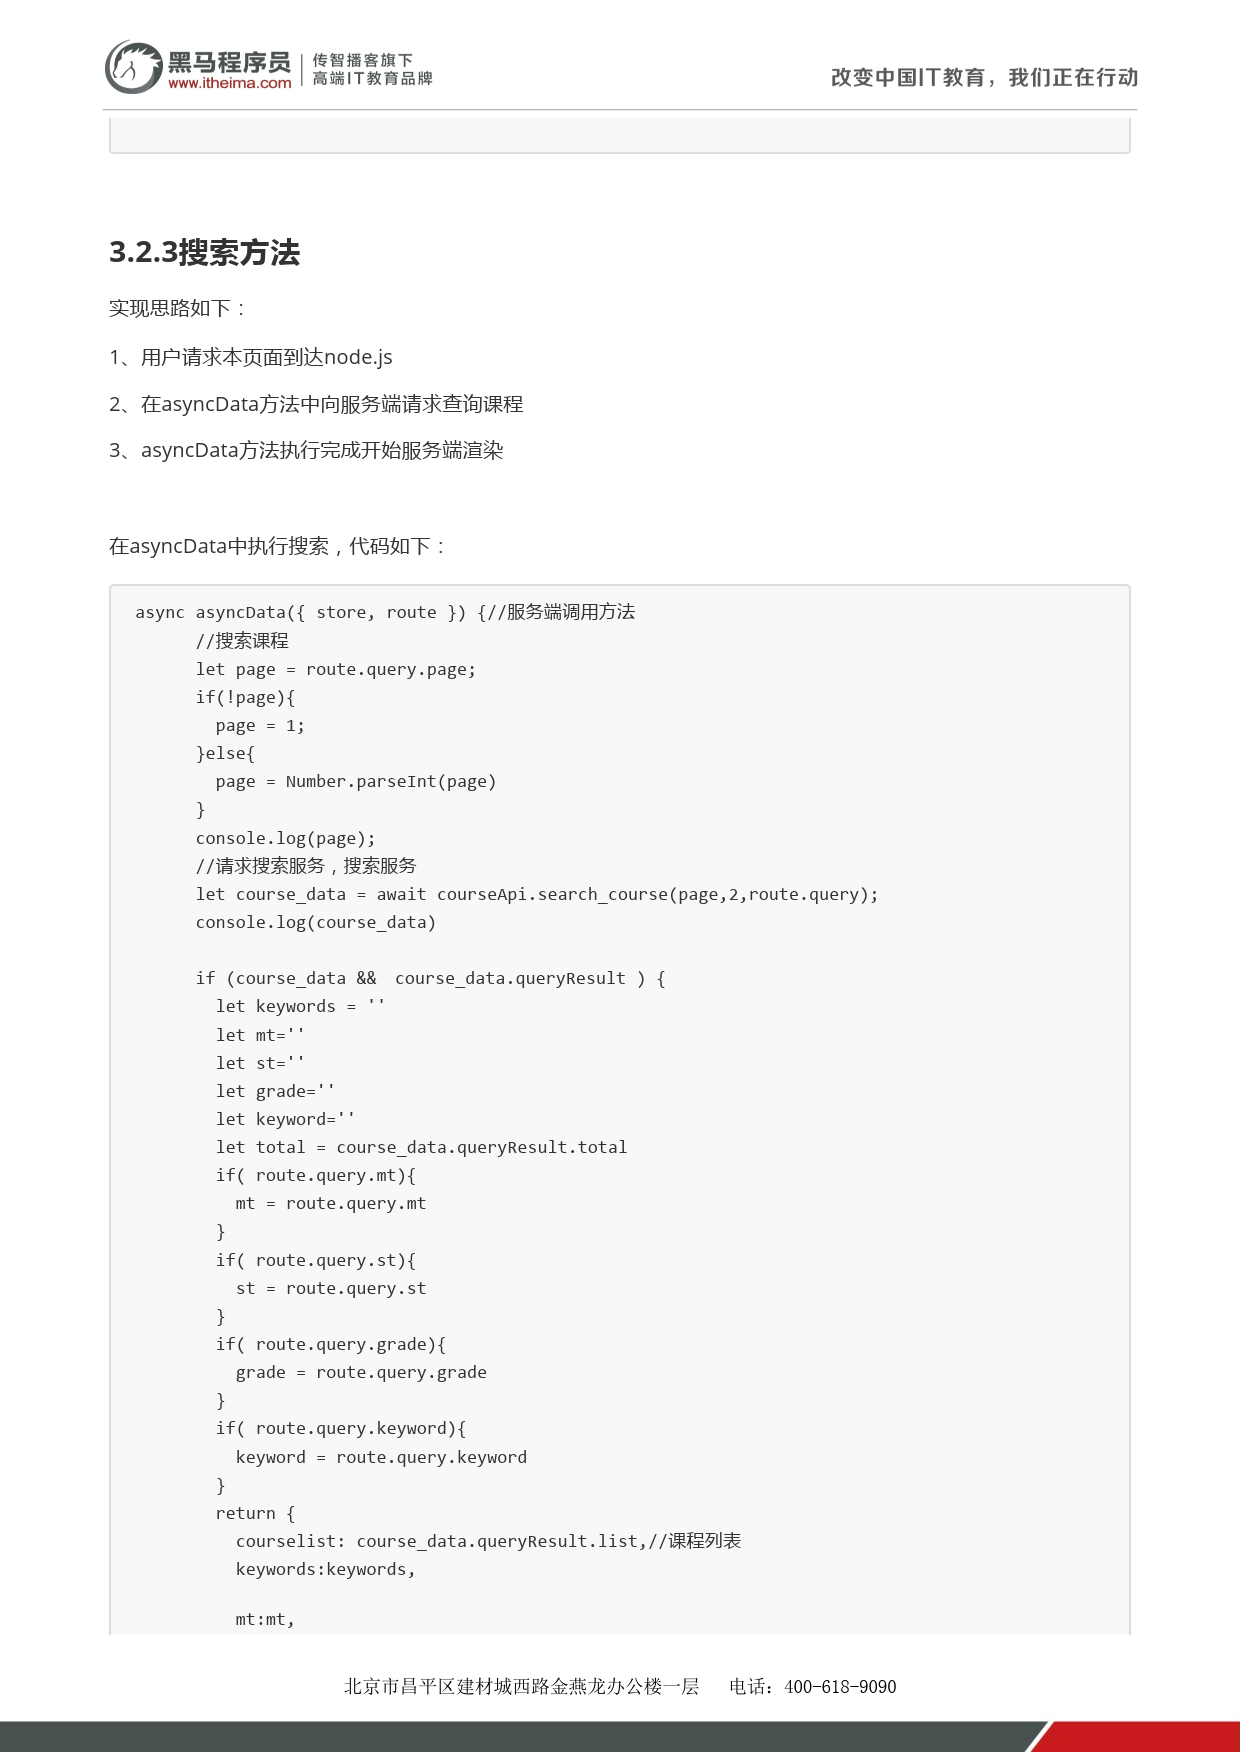 黑马程序员
www.itheima.com
传智播客旗下
高端IT教育品牌
改变中国IT教育，我们正在行动
3.2.3搜索方法
实现思路如下：
1、用户请求本页面到达node.js
2、在asyncData方法中向服务端请求查询课程
3、asyncData方法执行完成开始服务端渲染
在asyncData中执行搜索，代码如下：
async asyncData({ store, route }) {//服务端调用方法
//搜索课程
let page = route.query.page;
if(!page){
page = 1;
}else{
page = Number.parseInt(page)
}
console.log(page);
//请求搜索服务，搜索服务
let course_data = await courseApi.search_course(page,2,route.query);
console.log(course_data)
if (course_data &&  course_data.queryResult ) {
let keywords = ''
let mt=''
let st=''
let grade=''
let keyword=''
let total = course_data.queryResult.total
if( route.query.mt){
mt = route.query.mt
}
if( route.query.st){
st = route.query.st
}
if( route.query.grade){
grade = route.query.grade
}
if( route.query.keyword){
keyword = route.query.keyword
}
return {
courselist: course_data.queryResult.list,//课程列表
keywords:keywords,
mt:mt,
北京市昌平区建材城西路金燕龙办公楼一层 电话：400-618-9090